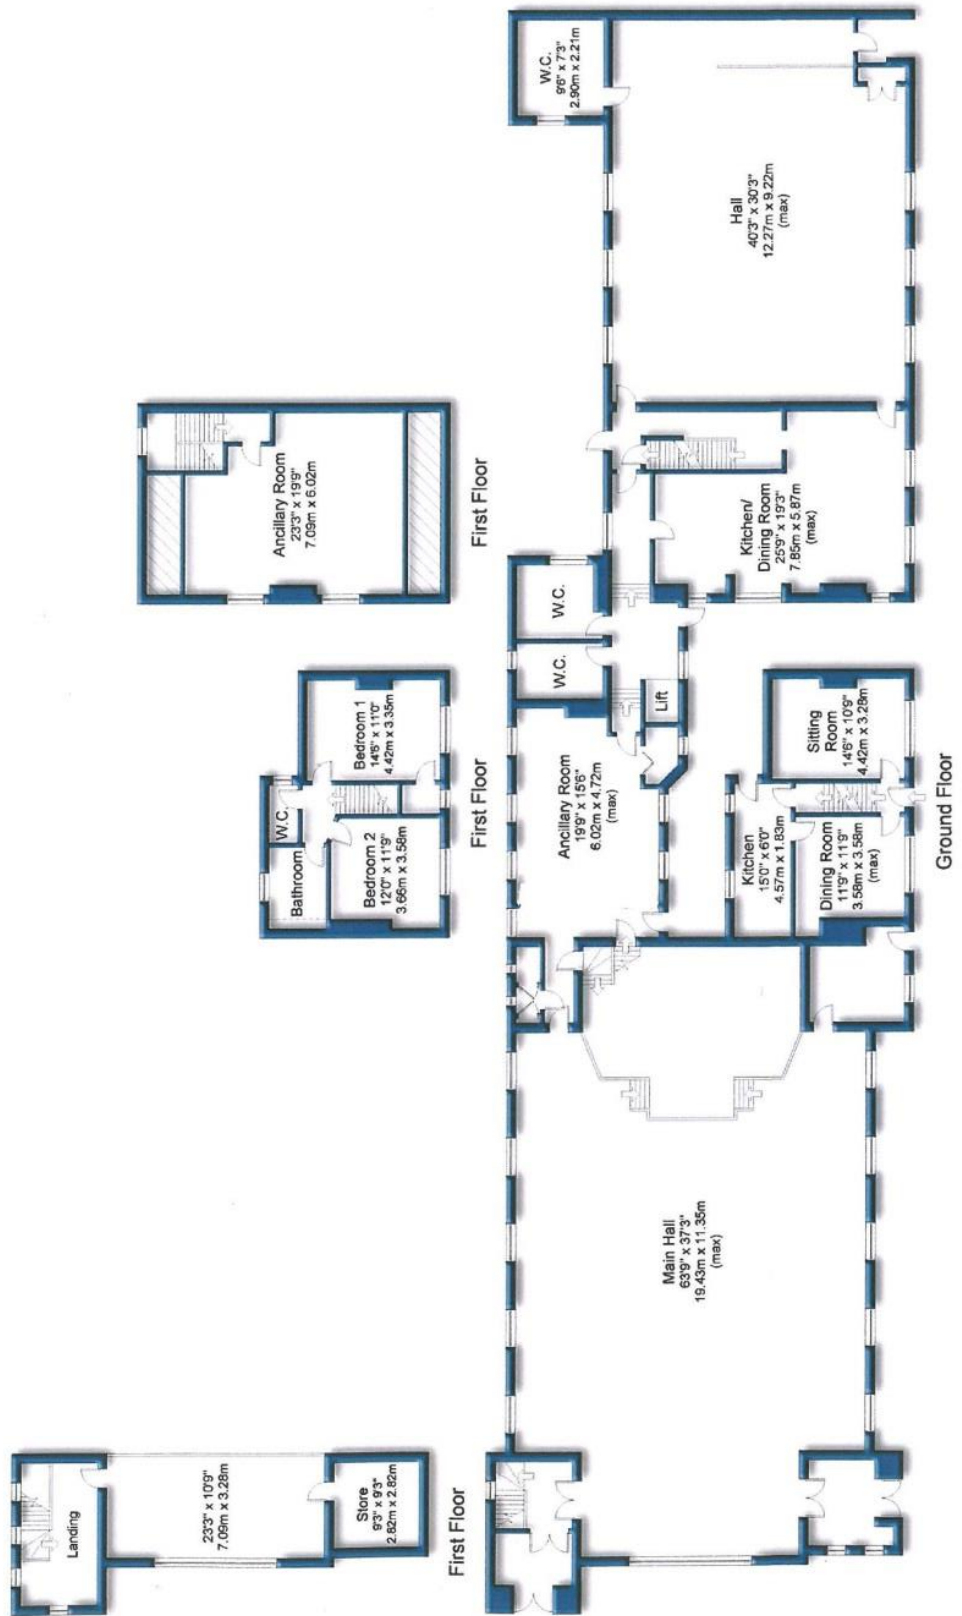 Landing
23'3" x 10'9"
7.09m x 3.28m
Store
9'3" x 9'3"
2.82m x 2.82m
First Floor
Bathroom
W.C.
Bedroom 2
12'0" x 11'9"
3.66m x 3.58m
Bedroom 1
14'6" x 11'0"
4.42m x 3.35m
First Floor
Ancillary Room
23'3" x 19'9"
7.09m x 6.02m
First Floor
Main Hall
63'9" x 37'3"
19.43m x 11.35m
(max)
Ancillary Room
19'9" x 15'6"
6.02m x 4.72m
(max)
W.C.
W.C.
Lift
Kitchen
15'0" x 6'0"
4.57m x 1.83m
Dining Room
11'9" x 11'9"
3.58m x 3.58m
(max)
Sitting
Room
14'6" x 10'9"
4.42m x 3.28m
Kitchen/
Dining Room
25'9" x 19'3"
7.85m x 5.87m
(max)
W.C.
9'6" x 7'3"
2.90m x 2.21m
Hall
40'3" x 30'3"
12.27m x 9.22m
(max)
Ground Floor